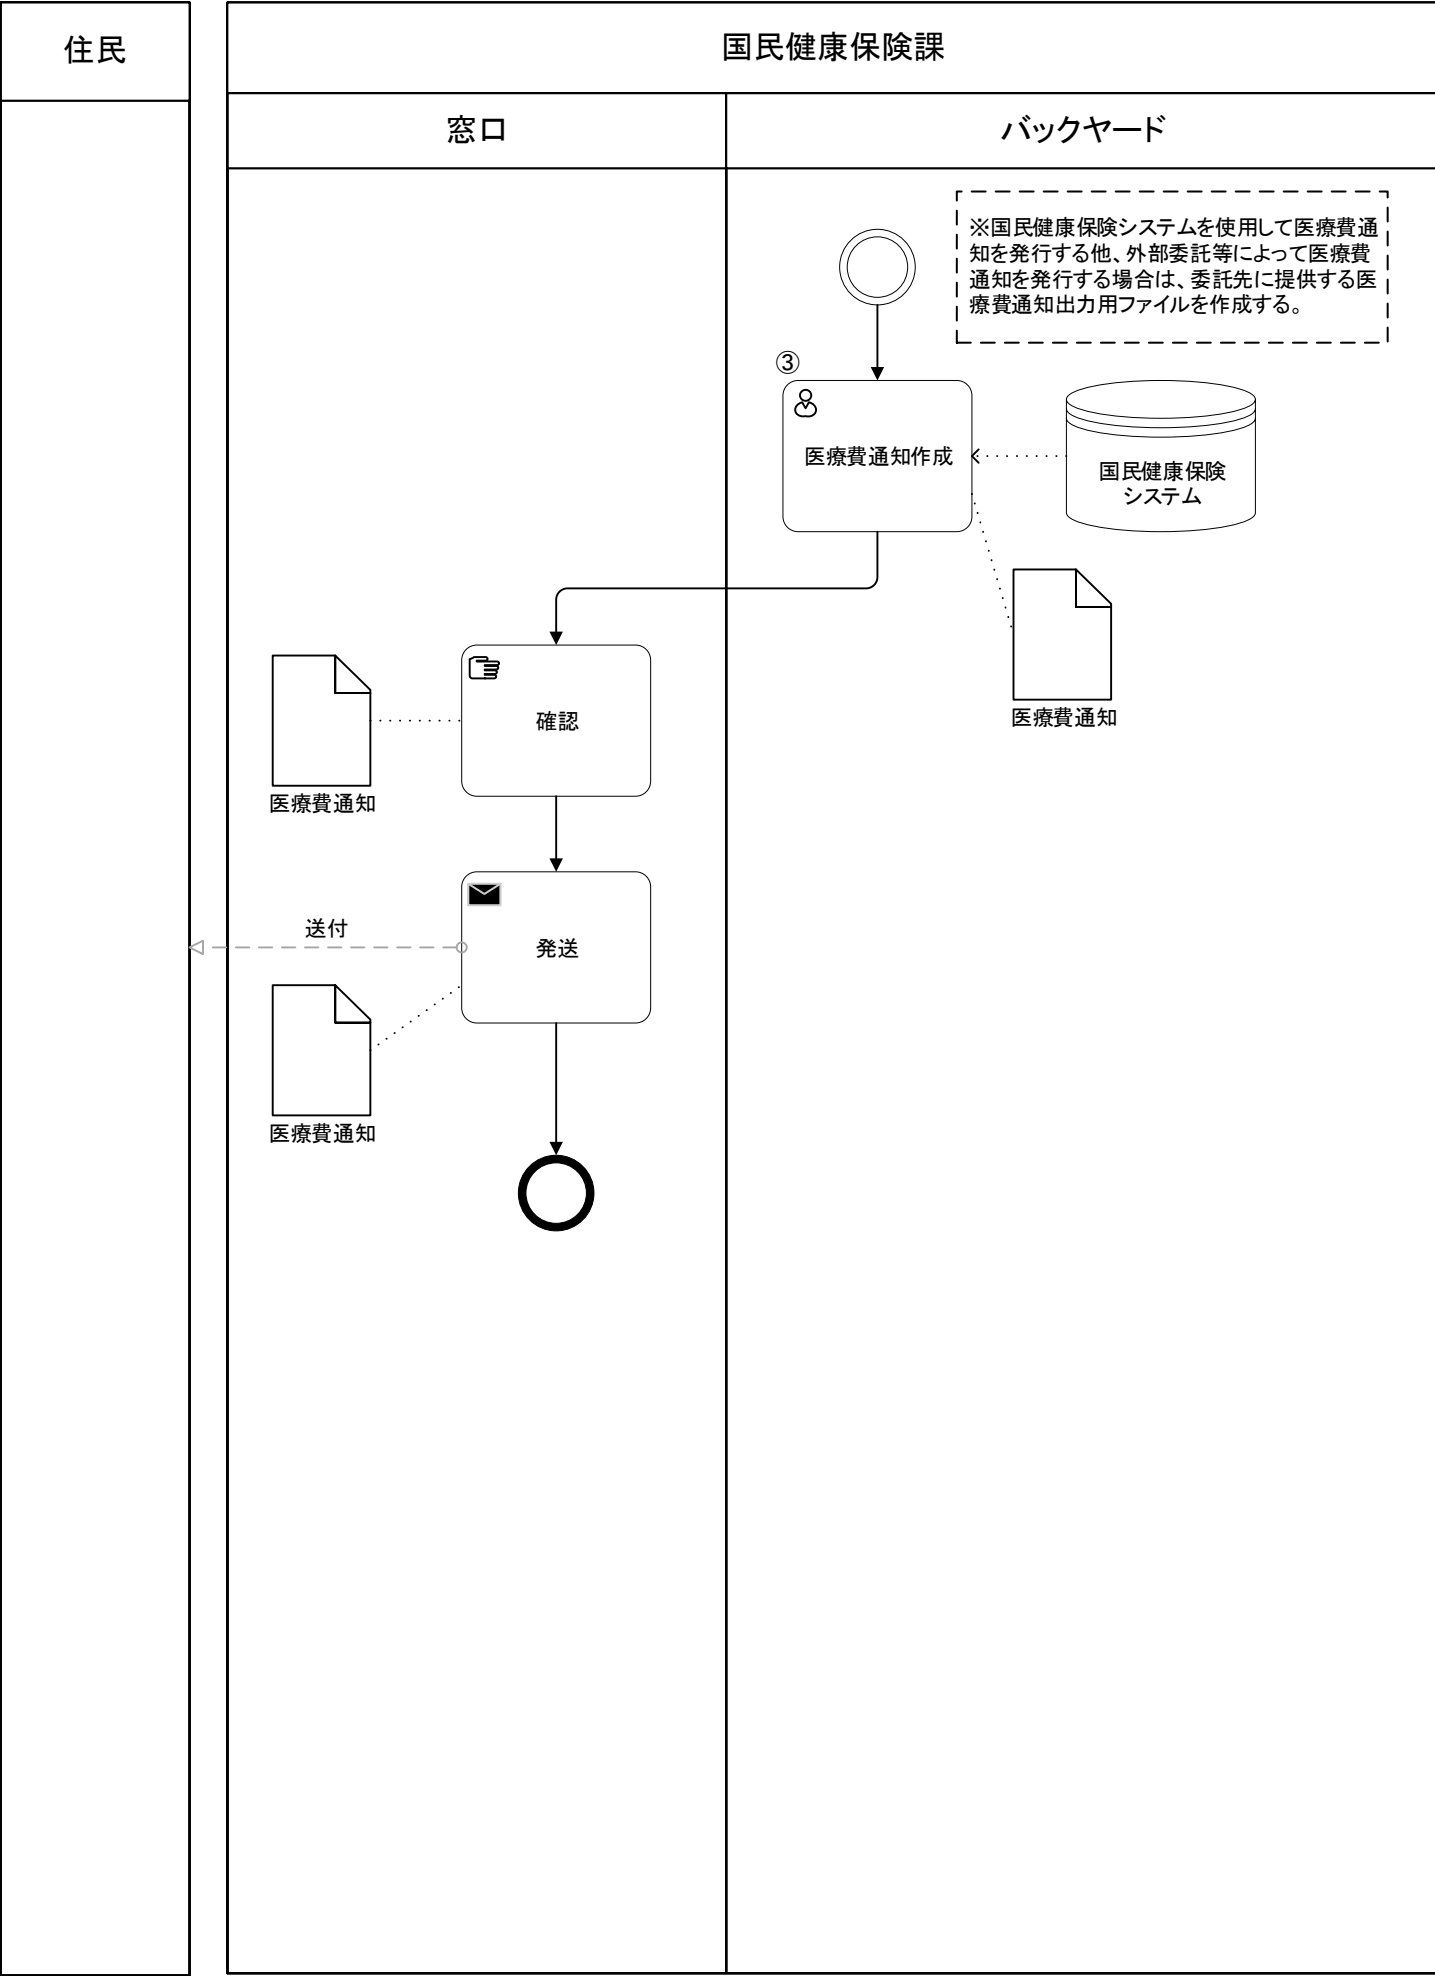 住民
国民健康保険課
窓口
バックヤード
※国民健康保険システムを使用して医療費通
知を発行する他、外部委託等によって医療費
通知を発行する場合は、委託先に提供する医
療費通知出力用ファイルを作成する。
③
医療費通知作成
国民健康保険
システム
医療費通知
確認
医療費通知
送付
発送
医療費通知